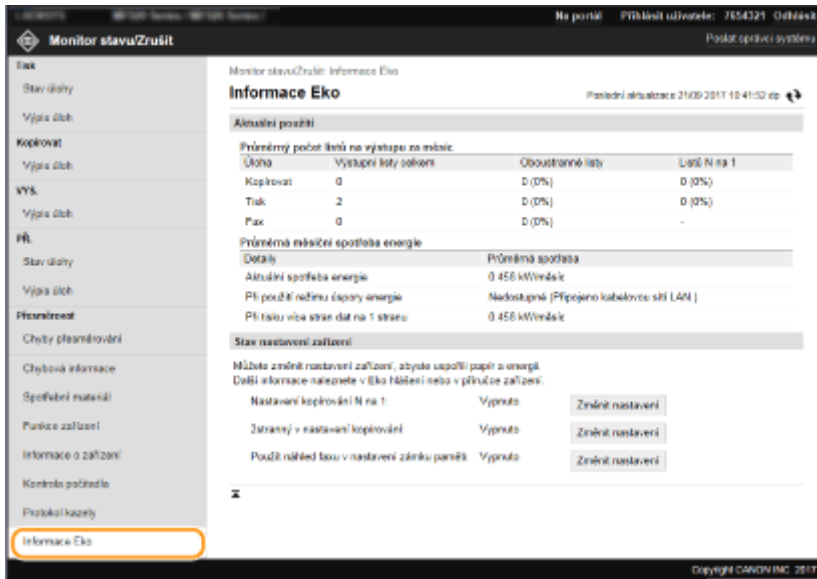 Na portál Přihlásit uživatele: 7654321 Odhlásit
Monitor stavu/Zrušit
Poslat správci systému
Tisk
Stav úlohy
Výpis úloh
Kopírovat
Výpis úloh
VYS.
Výpis úloh
PŘ.
Stav úlohy
Výpis úloh
Přesměrovat
Chyby přesměrování
Chybová informace
Spotřební materiál
Funkce zařízení
Informace o zařízení
Kontrola počítadla
Protokol kazety
Informace Eko
Monitor stavu/Zrušit: Informace Eko
Informace Eko
Poslední aktualizace 21/09 2017 10:41:52 dp.
Aktuální použití
Průměrný počet listů na výstupu za měsíc
Úloha Výstupní listy celkem Oboustranné listy Listů N na 1
Kopírovat 0 0 (0%) 0 (0%)
Tisk 2 0 (0%) 0 (0%)
Fax 0 0 (0%) -
Průměrná měsíční spotřeba energie
Detaily Průměrná spotřeba
Aktuální spotřeba energie 0.458 kW/měsíc
Při použití režimu úspory energie Nedostupné (Připojeno kabelovou sítí LAN.)
Při tisku více stran dat na 1 stranu 0.458 kW/měsíc
Stav nastavení zařízení
Můžete změnit nastavení zařízení, abyste uspořili papír a energii.
Další informace naleznete v Eko hlášení nebo v příručce zařízení.
Nastavení kopírování N na 1: Vypnuto Změnit nastavení
2stranný v nastavení kopírování: Vypnuto Změnit nastavení
Použít náhled faxu v nastavení zámku paměti: Vypnuto Změnit nastavení
Copyright CANON INC. 2017